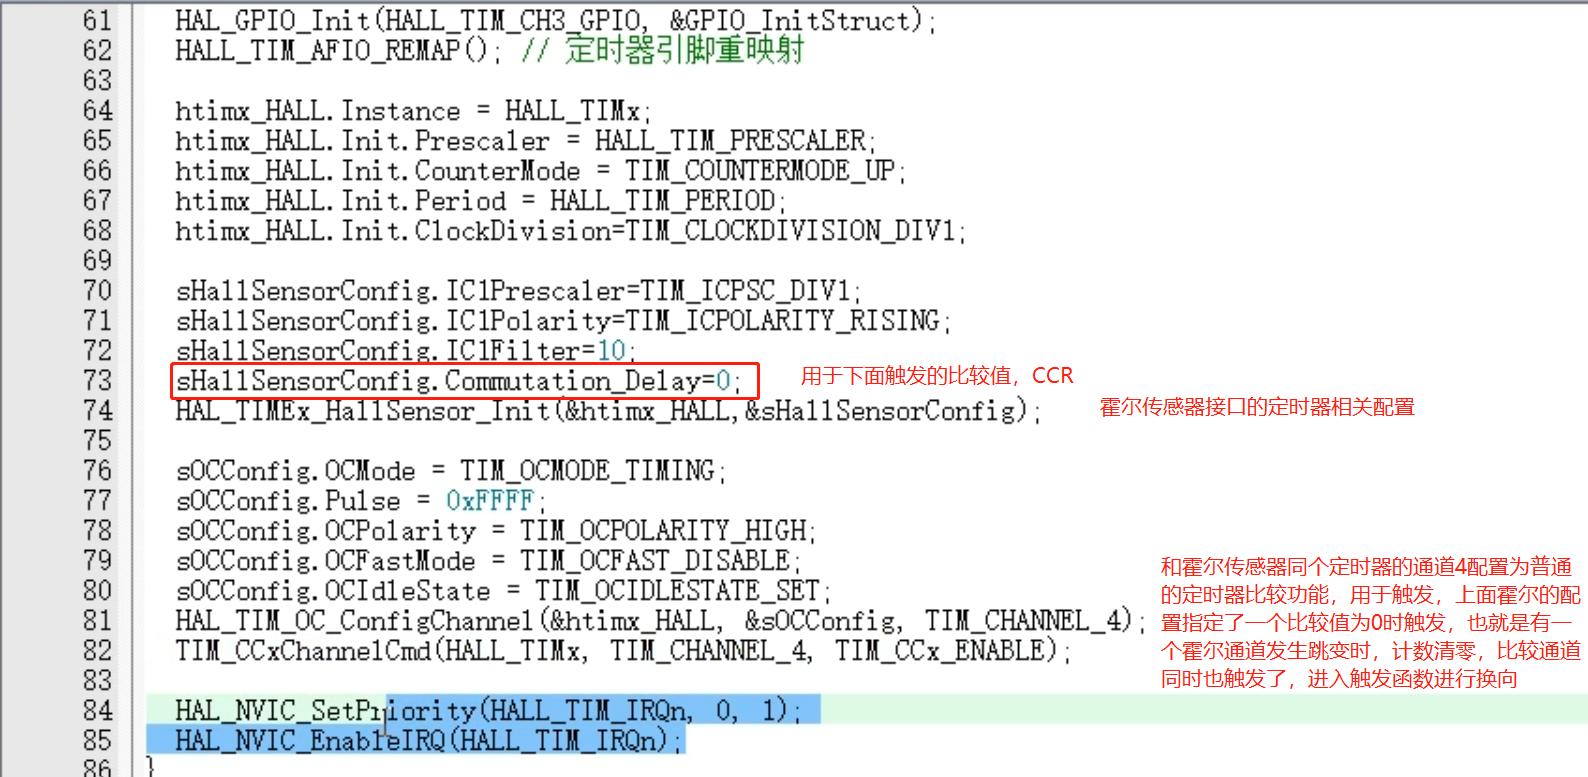 61 HAL_GPIO_Init(HALL_TIM_CH3_GPIO, &GPIO_InitStruct);
62 HALL_TIM_AFIO_REMAP(); // 定时器引脚重映射
63
64 htimx_HALL.Instance = HALL_TIMx;
65 htimx_HALL.Init.Prescaler = HALL_TIM_PRESCALER;
66 htimx_HALL.Init.CounterMode = TIM_COUNTERMODE_UP;
67 htimx_HALL.Init.Period = HALL_TIM_PERIOD;
68 htimx_HALL.Init.ClockDivision=TIM_CLOCKDIVISION_DIV1;
69
70 sHallSensorConfig.IC1Prescaler=TIM_ICPSC_DIV1;
71 sHallSensorConfig.IC1Polarity=TIM_ICPOLARITY_RISING;
72 sHallSensorConfig.IC1Filter=10;
73 sHallSensorConfig.Commutation_Delay=0;
用于下面触发的比较值，CCR
74 HAL_TIMEx_HallSensor_Init(&htimx_HALL,&sHallSensorConfig);
霍尔传感器接口的定时器相关配置
75
76 sOCConfig.OCMode = TIM_OCMODE_TIMING;
77 sOCConfig.Pulse = 0xFFFF;
78 sOCConfig.OCPolarity = TIM_OCPOLARITY_HIGH;
79 sOCConfig.OCFastMode = TIM_OCFAST_DISABLE;
80 sOCConfig.OCIdleState = TIM_OCIDLESTATE_SET;
81 HAL_TIM_OC_ConfigChannel(&htimx_HALL, &sOCConfig, TIM_CHANNEL_4);
82 TIM_CCxChannelCmd(HALL_TIMx, TIM_CHANNEL_4, TIM_CCx_ENABLE);
83
和霍尔传感器同个定时器的通道4配置为普通
的定时器比较功能，用于触发，上面霍尔的配
置指定了一个比较值为0时触发，也就是有一
个霍尔通道发生跳变时，计数清零，比较通道
同时也触发了，进入触发函数进行换向
84 HAL_NVIC_SetPriority(HALL_TIM_IRQn, 0, 1);
85 HAL_NVIC_EnableIRQ(HALL_TIM_IRQn);
86 }